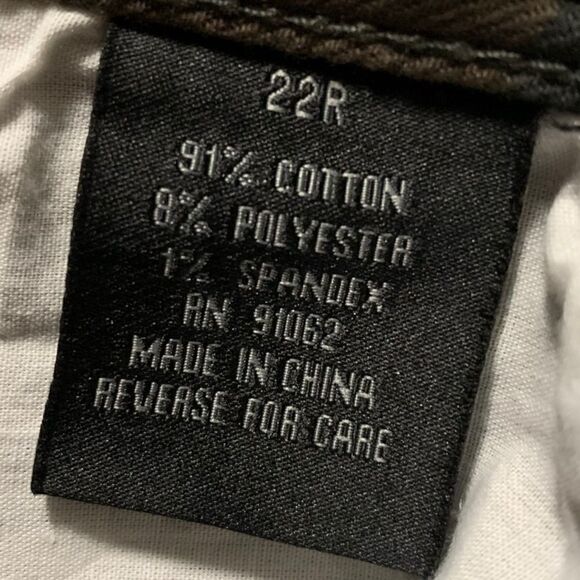 22R
91% COTTON
8% POLYESTER
1% SPANDEX
RN 91062
MADE IN CHINA
REVERSE FOR CARE